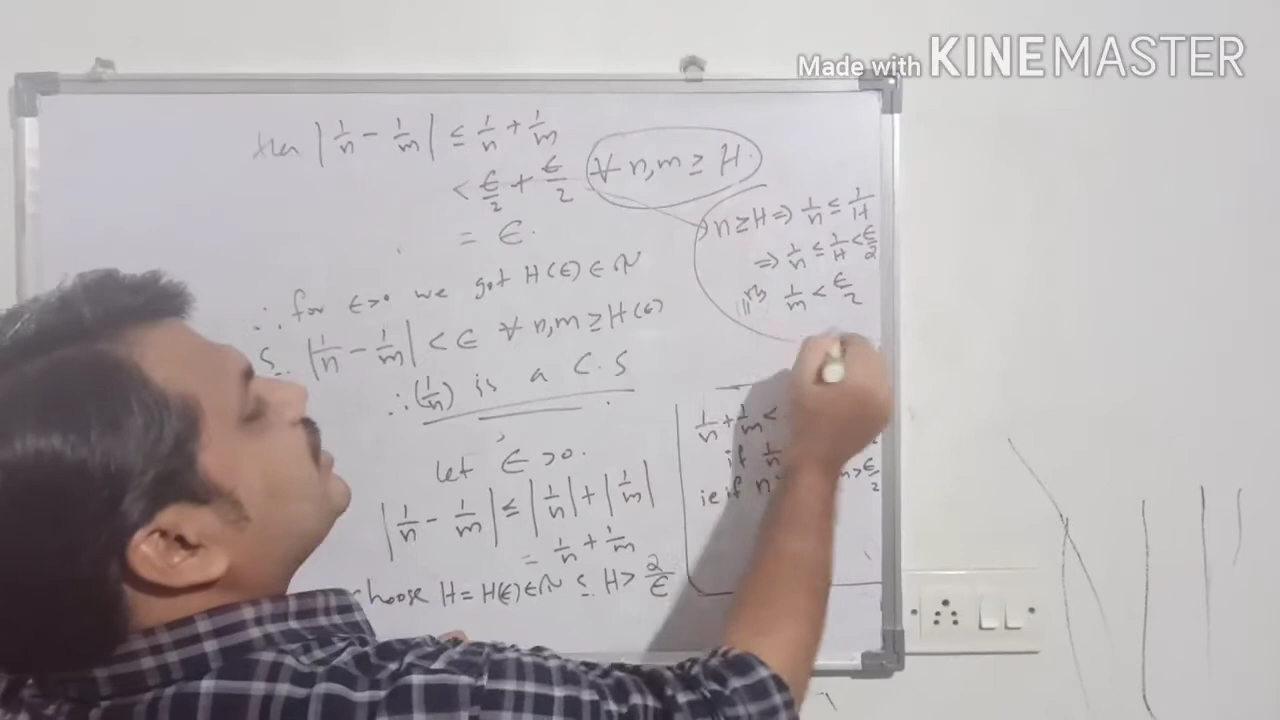 Made with KINEMASTER
then |1/n - 1/m| ≤ 1/n + 1/m
< ϵ/2 + ϵ/2 ∀ n,m ≥ H.
= ϵ.
n ≥ H ⇒ 1/n ≤ 1/H
⇒ 1/n ≤ 1/H < ϵ/2
|||ly 1/m < ϵ/2
∴ for ϵ>0 we got H(ϵ) ∈ N
S. |1/n - 1/m| < ϵ ∀ n,m ≥ H(ϵ)
∴ (1/n) is a C.S
let ϵ >0.
|1/n - 1/m| ≤ |1/n| + |1/m|
= 1/n + 1/m
choose H = H(ϵ) ∈ N S. H > 2/ϵ
1/n + 1/m <
if 1/n
ie if n > ϵ/2